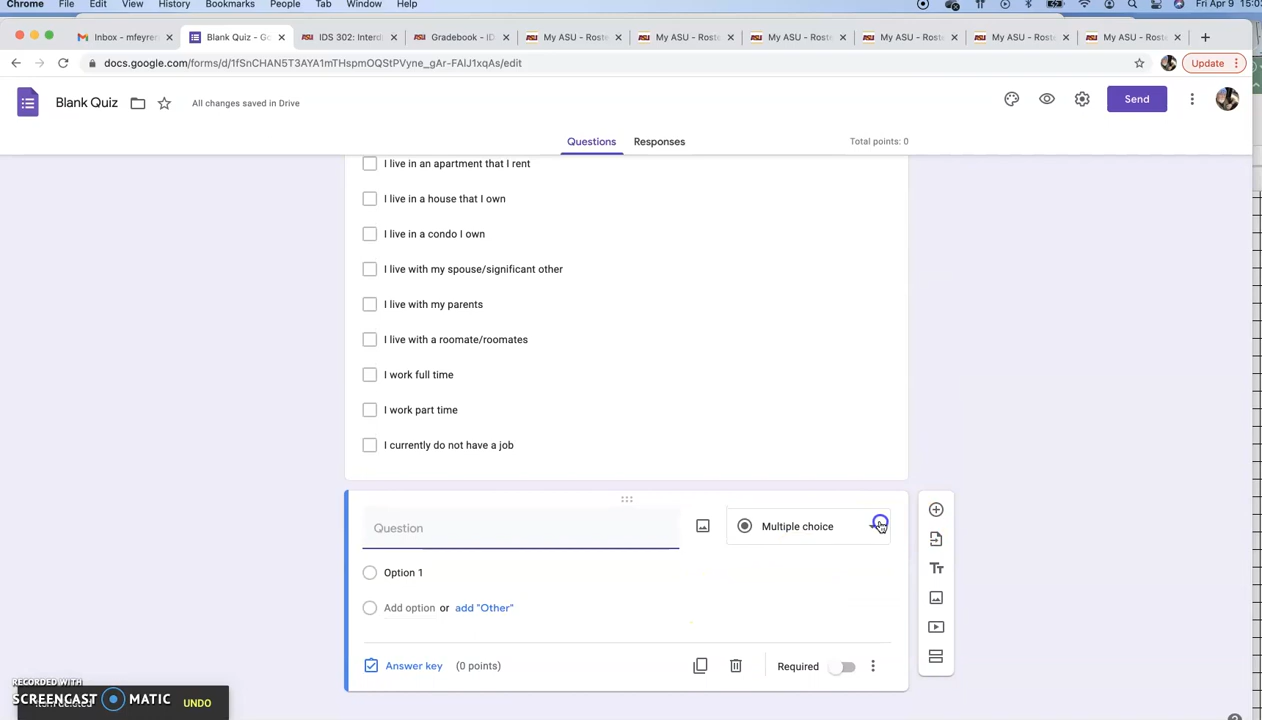 Chrome File Edit View History Bookmarks People Tab Window Help Fri Apr 9 15:0
Inbox - mfeyrer Blank Quiz - Go IDS 302: Interdi Gradebook - iD My ASU - Roste My ASU - Roste My ASU - Roste My ASU - Roste My ASU - Roste My ASU - Roste
docs.google.com/forms/d/1fSnCHAN5T3AYA1mTHspmOQStPVyne_gAr-FAlJ1xqAs/edit Update
Blank Quiz All changes saved in Drive Send
Questions Responses Total points: 0
I live in an apartment that I rent
I live in a house that I own
I live in a condo I own
I live with my spouse/significant other
I live with my parents
I live with a roomate/roomates
I work full time
I work part time
I currently do not have a job
Question Multiple choice
Option 1
Add option or add "Other"
Answer key (0 points) Required
RECORDED WITH
SCREENCAST MATIC UNDO